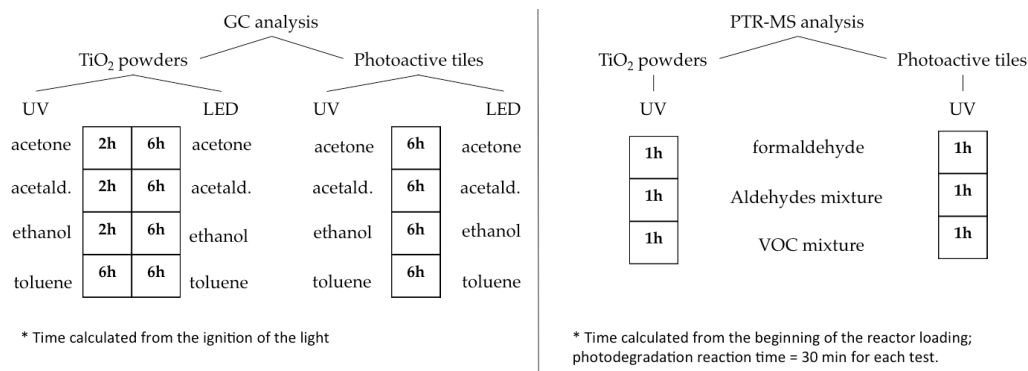 GC analysis
TiO₂ powders
Photoactive tiles
UV
LED
UV
LED
acetone 2h 6h acetone
acetald. 2h 6h acetald.
ethanol 2h 6h ethanol
toluene 6h 6h toluene
acetone 6h acetone
acetald. 6h acetald.
ethanol 6h ethanol
toluene 6h toluene
* Time calculated from the ignition of the light
PTR-MS analysis
TiO₂ powders
Photoactive tiles
UV
UV
1h formaldehyde 1h
1h Aldehydes mixture 1h
1h VOC mixture 1h
* Time calculated from the beginning of the reactor loading;
photodegradation reaction time = 30 min for each test.